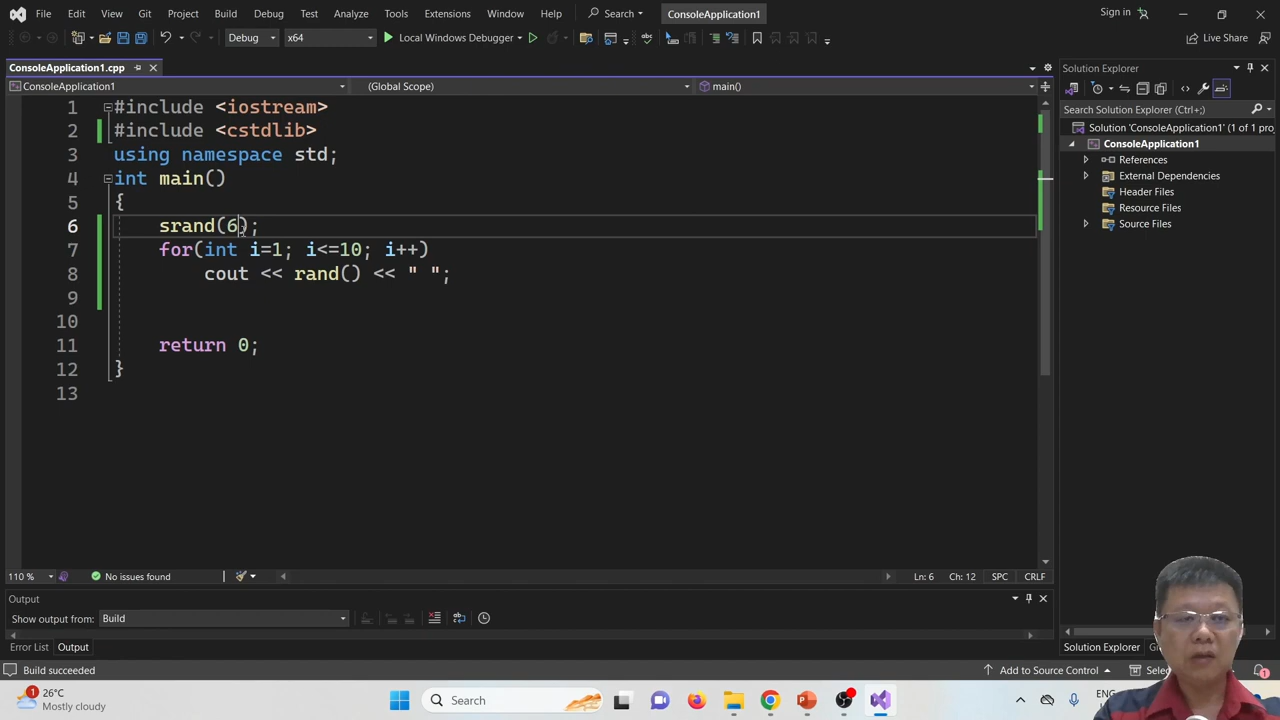 File Edit View Git Project Build Debug Test Analyze Tools Extensions Window Help Search ConsoleApplication1 Sign in
Debug x64 Local Windows Debugger Live Share
ConsoleApplication1.cpp
ConsoleApplication1 (Global Scope) main()
1 #include <iostream>
2 #include <cstdlib>
3 using namespace std;
4 int main()
5 {
6 srand(6);
7 for(int i=1; i<=10; i++)
8 cout << rand() << " ";
9
10
11 return 0;
12 }
13
110 % No issues found Ln: 6 Ch: 12 SPC CRLF
Output
Show output from: Build
Error List Output
Build succeeded
Solution Explorer
Search Solution Explorer (Ctrl+;)
Solution 'ConsoleApplication1' (1 of 1 pro
ConsoleApplication1
References
External Dependencies
Header Files
Resource Files
Source Files
Solution Explorer
Add to Source Control
1
1
26°C
Mostly cloudy
Search
ENG